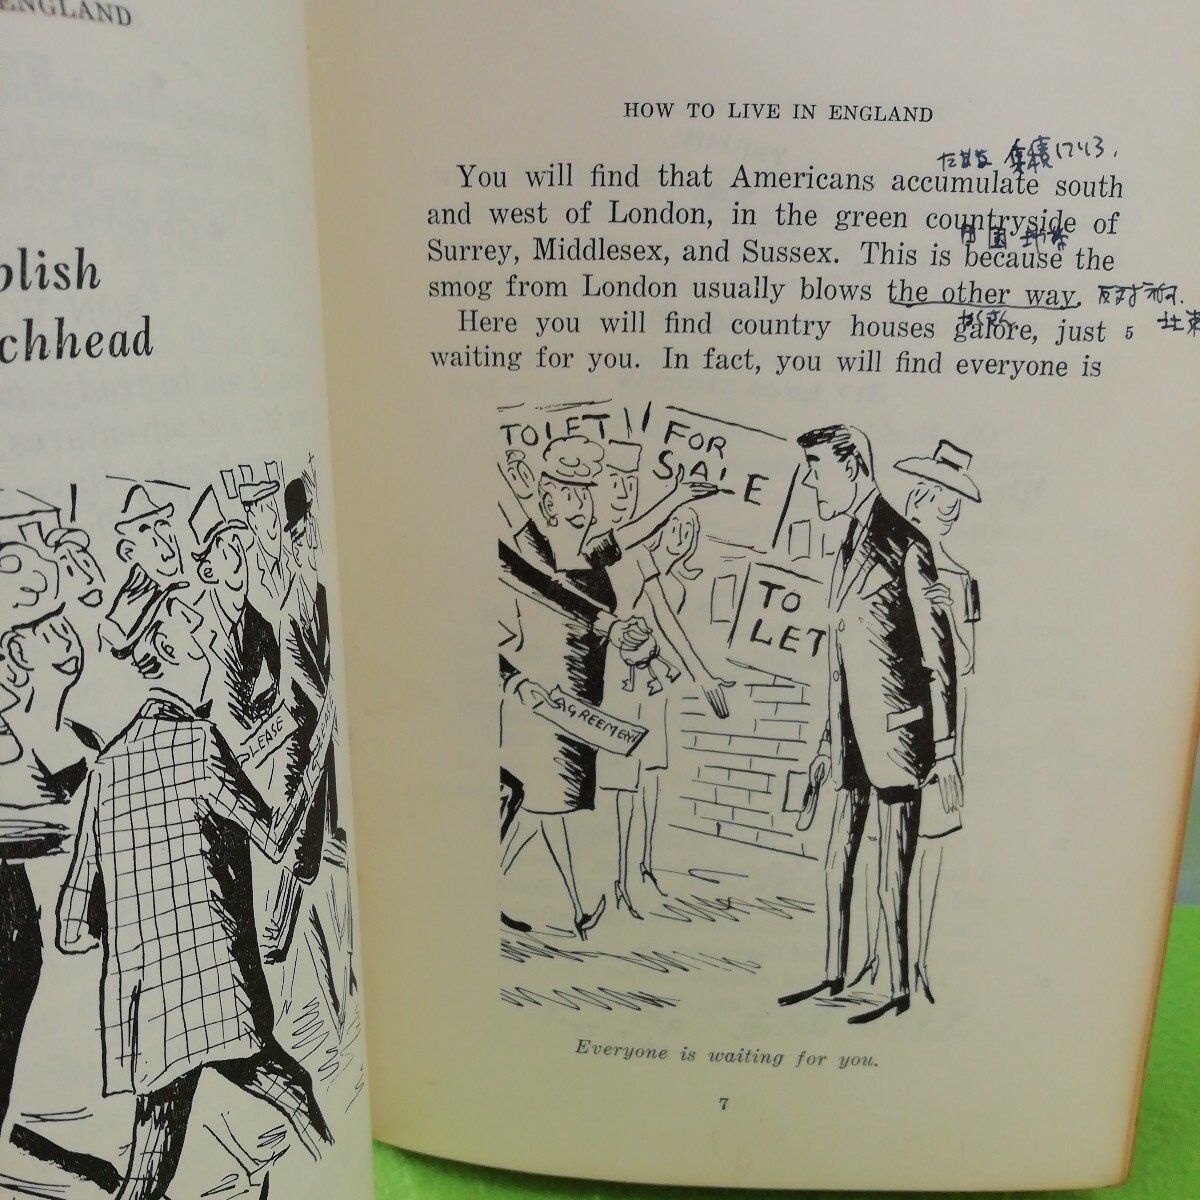 ENGLAND
blish
chhead
PLEASE
HOW TO LIVE IN ENGLAND
You will find that Americans accumulate south
and west of London, in the green countryside of
Surrey, Middlesex, and Sussex. This is because the
smog from London usually blows the other way.
Here you will find country houses galore, just 5
waiting for you. In fact, you will find everyone is
TO LET
FOR
SALE
TO
LET
AGREEMENT
Everyone is waiting for you.
7